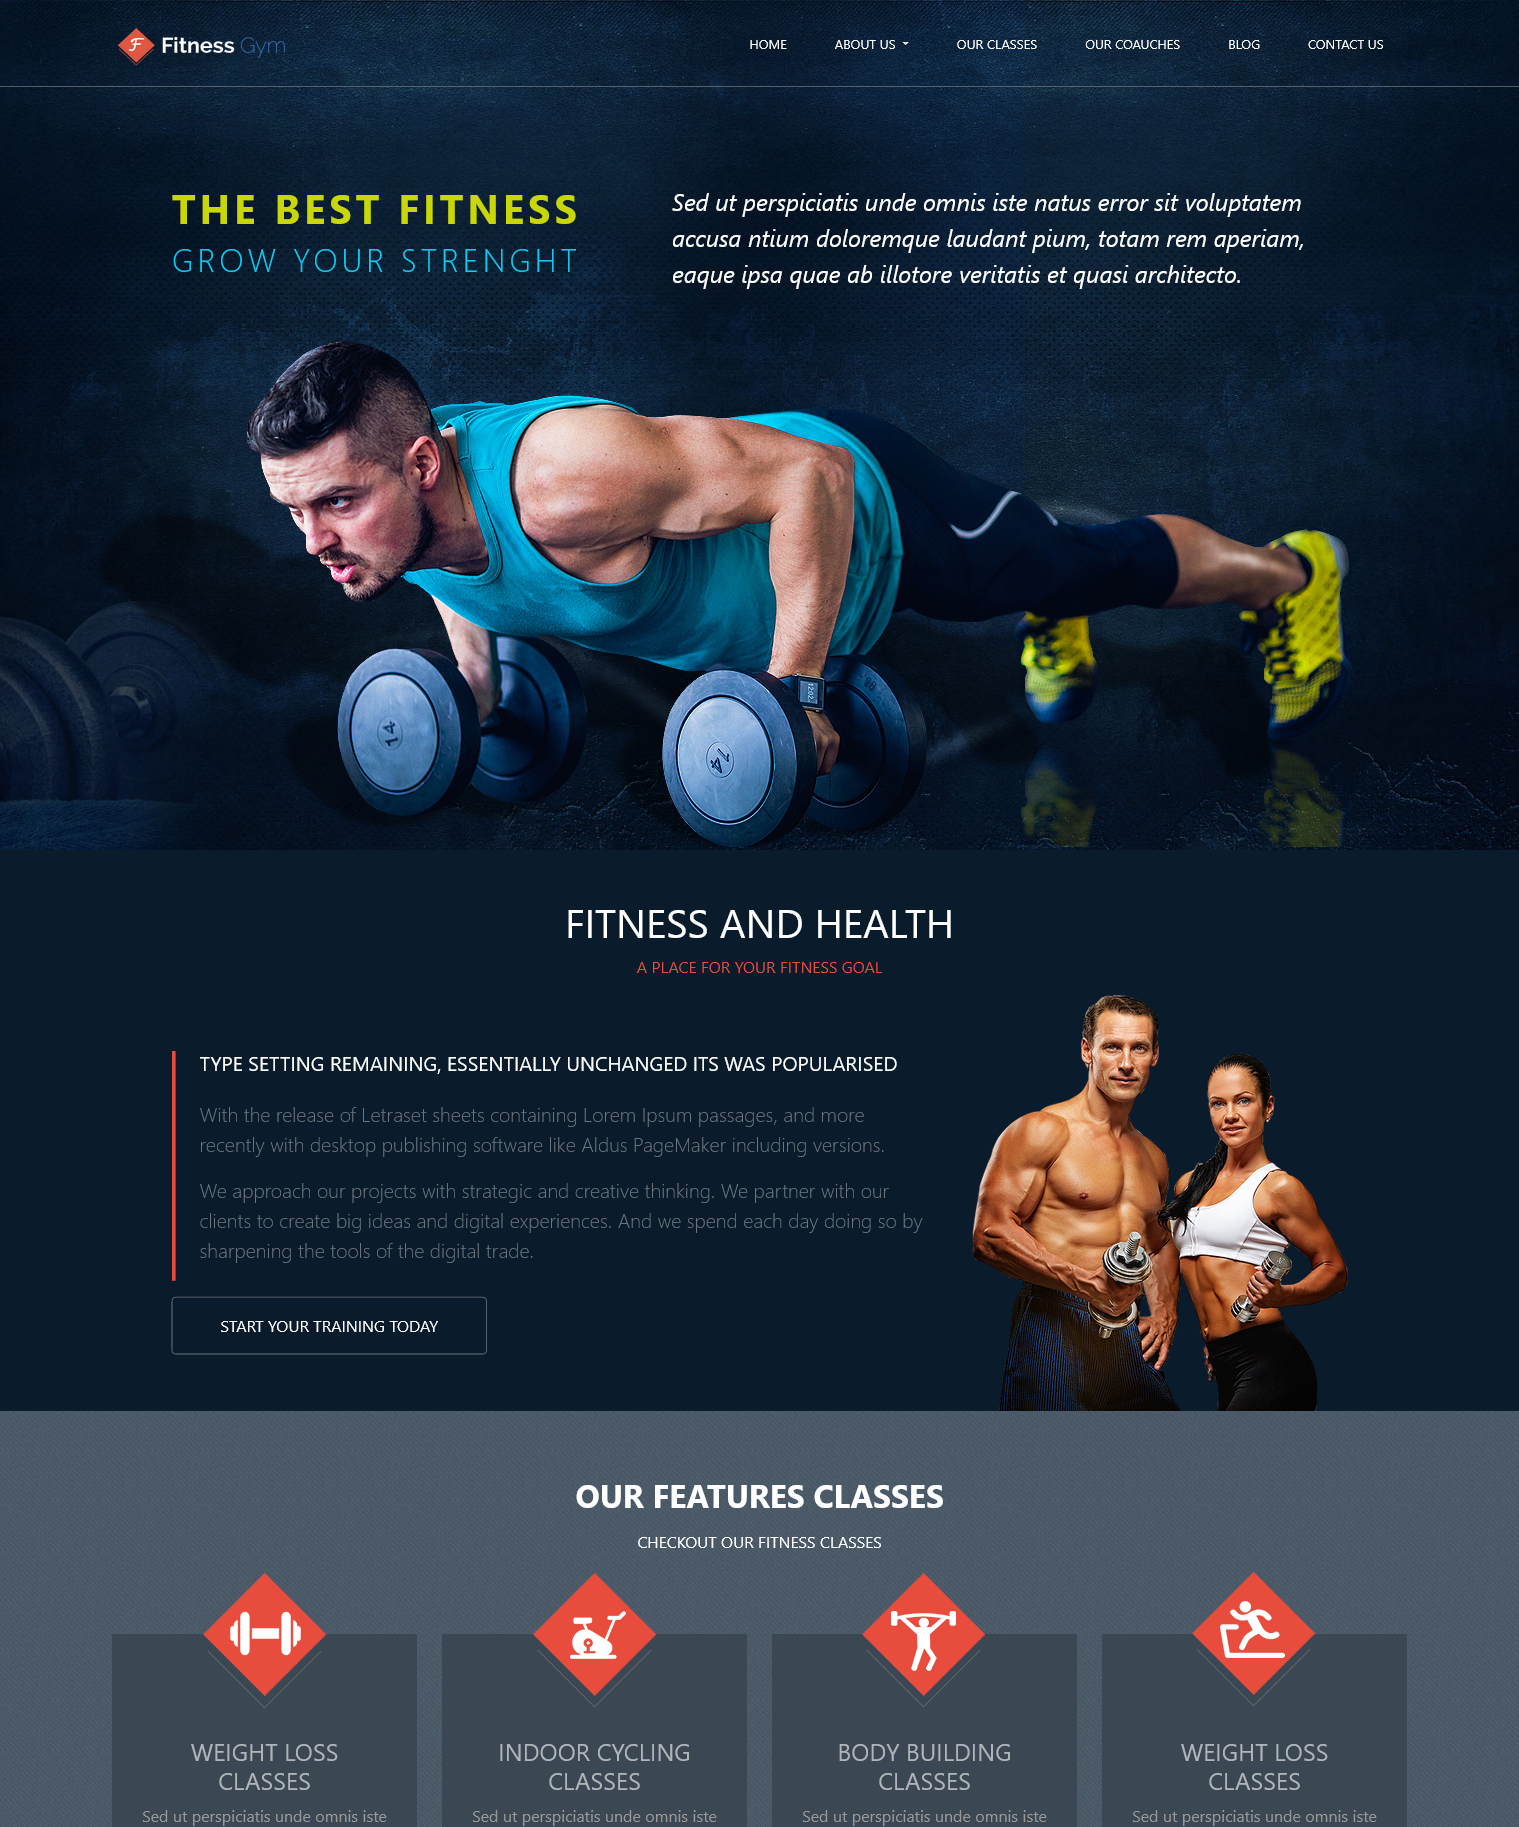 F Fitness Gym
HOME ABOUT US OUR CLASSES OUR COAUCHES BLOG CONTACT US
THE BEST FITNESS
GROW YOUR STRENGHT
Sed ut perspiciatis unde omnis iste natus error sit voluptatem
accusa ntium doloremque laudant pium, totam rem aperiam,
eaque ipsa quae ab illotore veritatis et quasi architecto.
14
14
FITNESS AND HEALTH
A PLACE FOR YOUR FITNESS GOAL
TYPE SETTING REMAINING, ESSENTIALLY UNCHANGED ITS WAS POPULARISED
With the release of Letraset sheets containing Lorem Ipsum passages, and more
recently with desktop publishing software like Aldus PageMaker including versions.
We approach our projects with strategic and creative thinking. We partner with our
clients to create big ideas and digital experiences. And we spend each day doing so by
sharpening the tools of the digital trade.
START YOUR TRAINING TODAY
OUR FEATURES CLASSES
CHECKOUT OUR FITNESS CLASSES
WEIGHT LOSS
CLASSES
Sed ut perspiciatis unde omnis iste
INDOOR CYCLING
CLASSES
Sed ut perspiciatis unde omnis iste
BODY BUILDING
CLASSES
Sed ut perspiciatis unde omnis iste
WEIGHT LOSS
CLASSES
Sed ut perspiciatis unde omnis iste